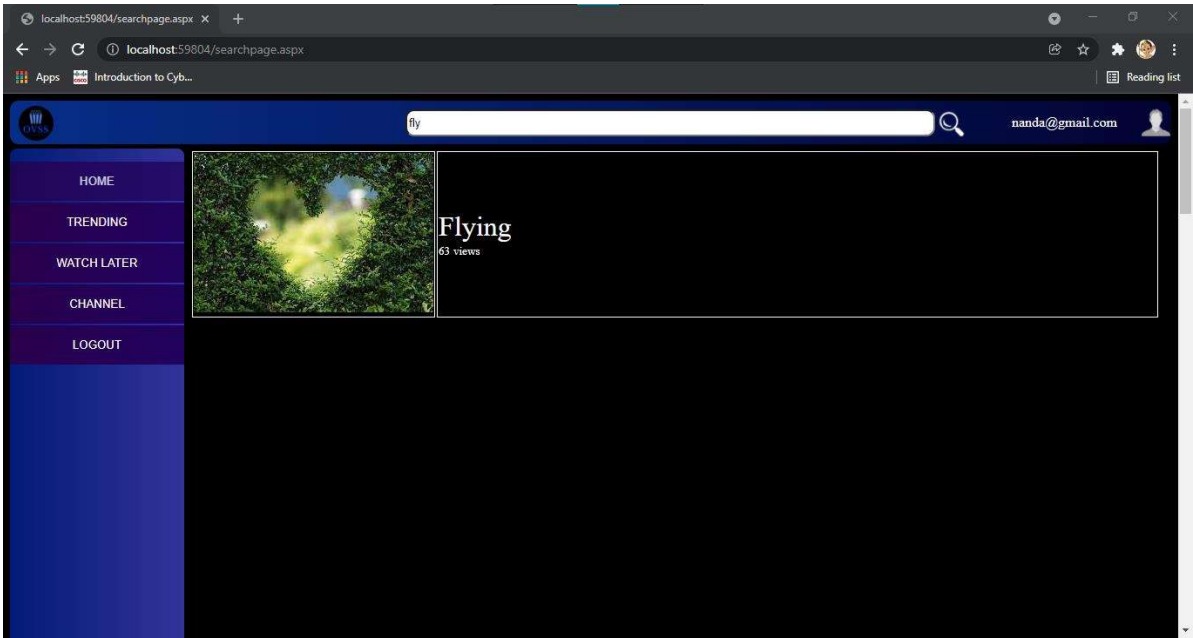 localhost:59804/searchpage.aspx
localhost:59804/searchpage.aspx
Apps Introduction to Cyb... Reading list
OVSS fly nanda@gmail.com
HOME
TRENDING
WATCH LATER
CHANNEL
LOGOUT
Flying
63 views